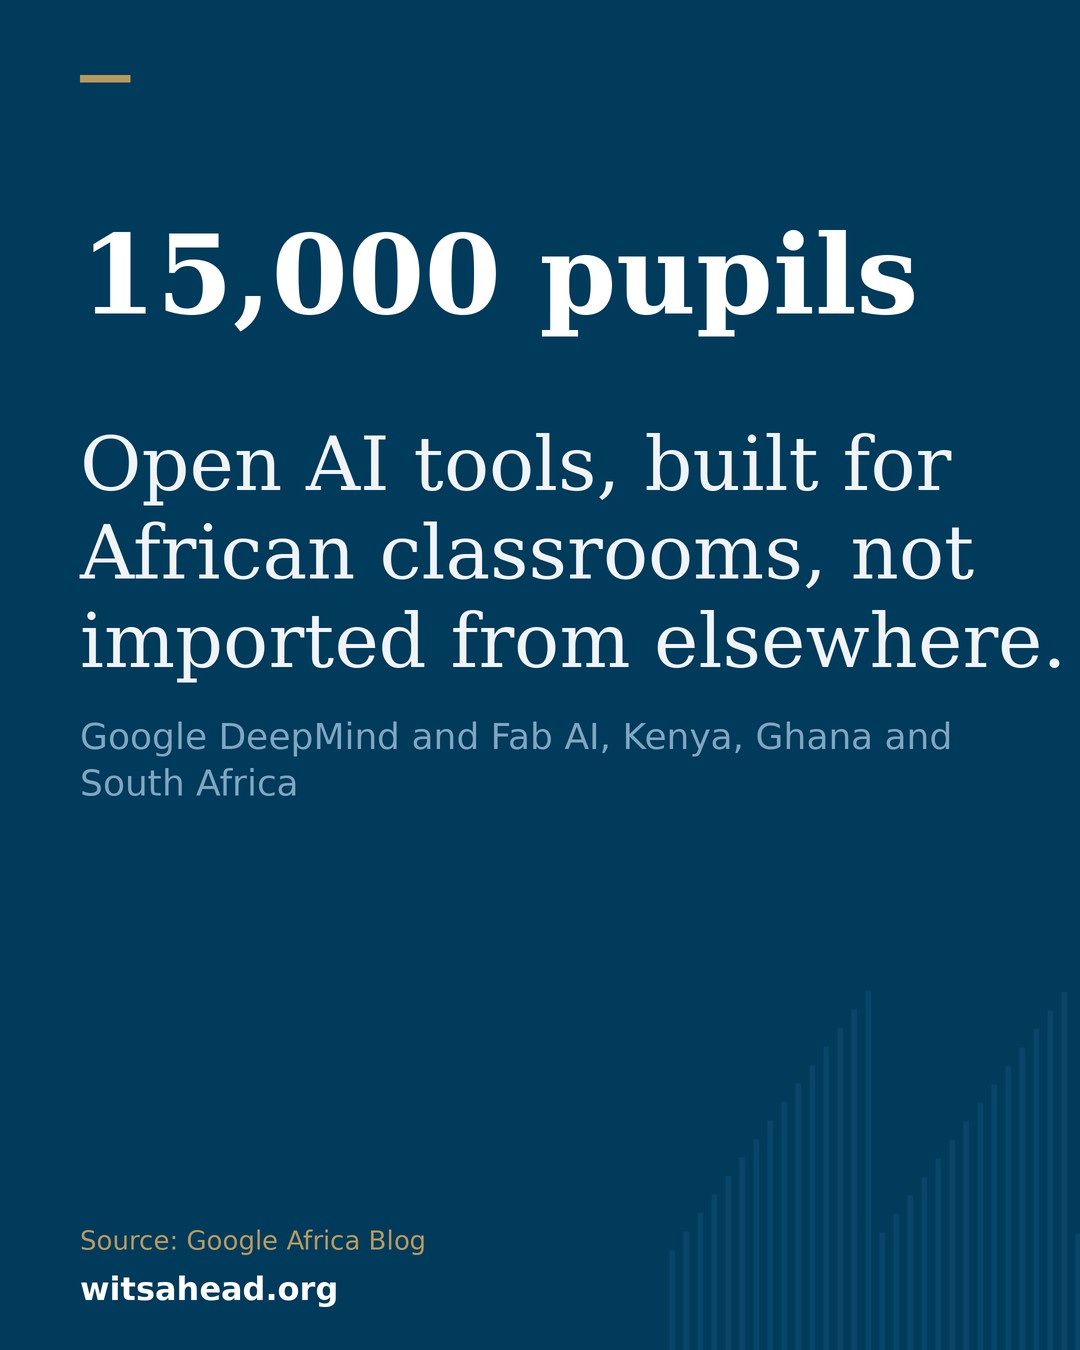 15,000 pupils
Open AI tools, built for
African classrooms, not
imported from elsewhere.
Google DeepMind and Fab AI, Kenya, Ghana and
South Africa
Source: Google Africa Blog
witsahead.org